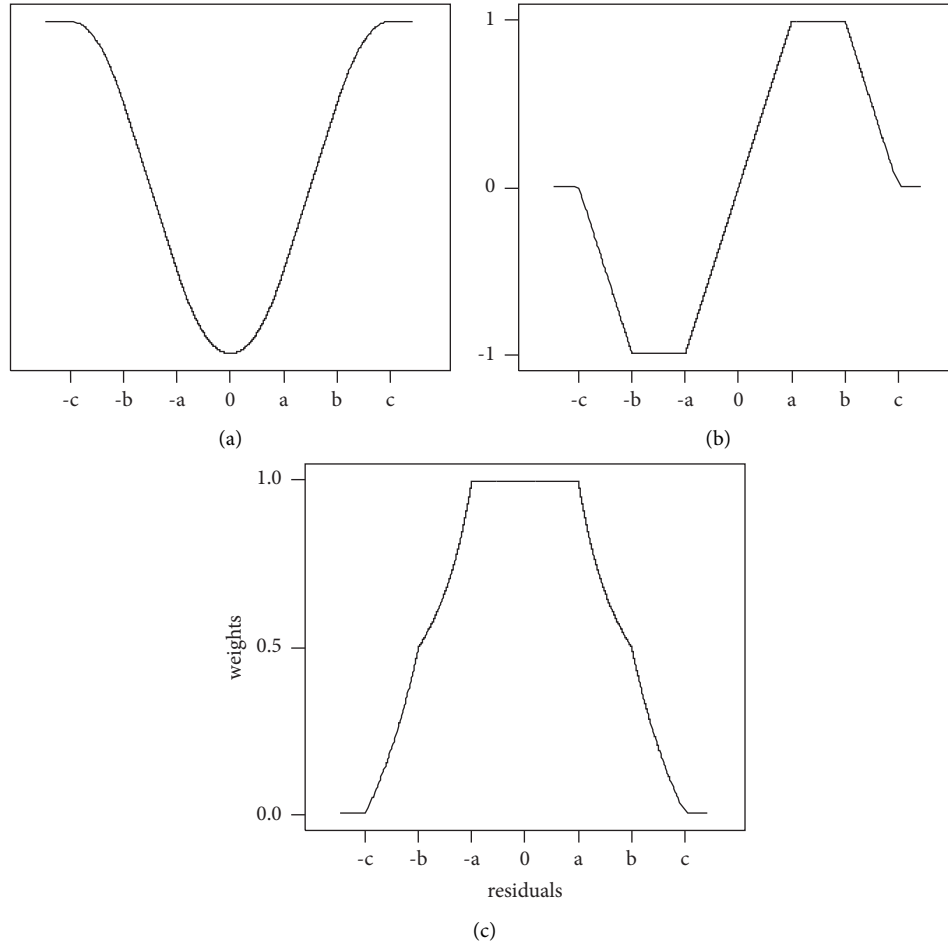 1
0
-1
-c -b -a 0 a b c
-c -b -a 0 a b c
(a)
(b)
1.0
0.5
0.0
weights
-c -b -a 0 a b c
residuals
(c)